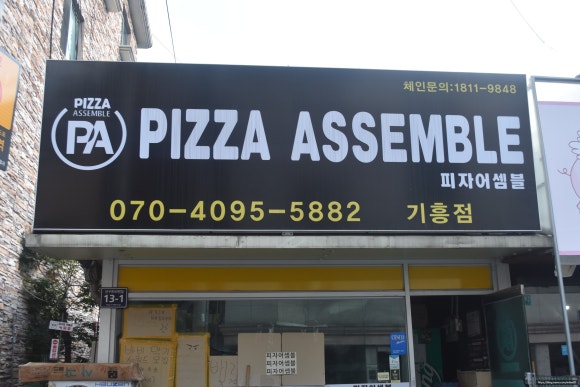 체인문의:1811-9848
PIZZA
ASSEMBLE
PA
PIZZA ASSEMBLE
피자어셈블
070-4095-5882 기흥점
13-1
피자어셈블
피자어셈블
피자어셈블